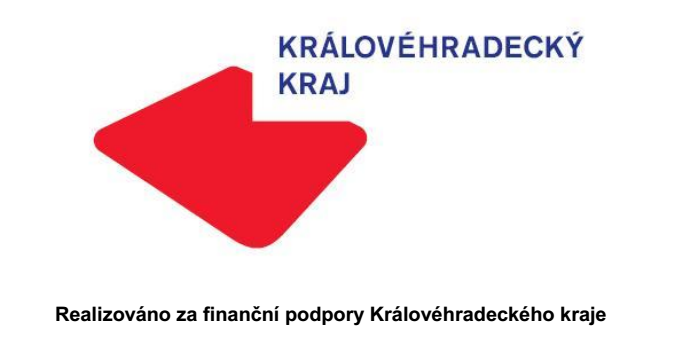 KRÁLOVÉHRADECKÝ
KRAJ
Realizováno za finanční podpory Královéhradeckého kraje